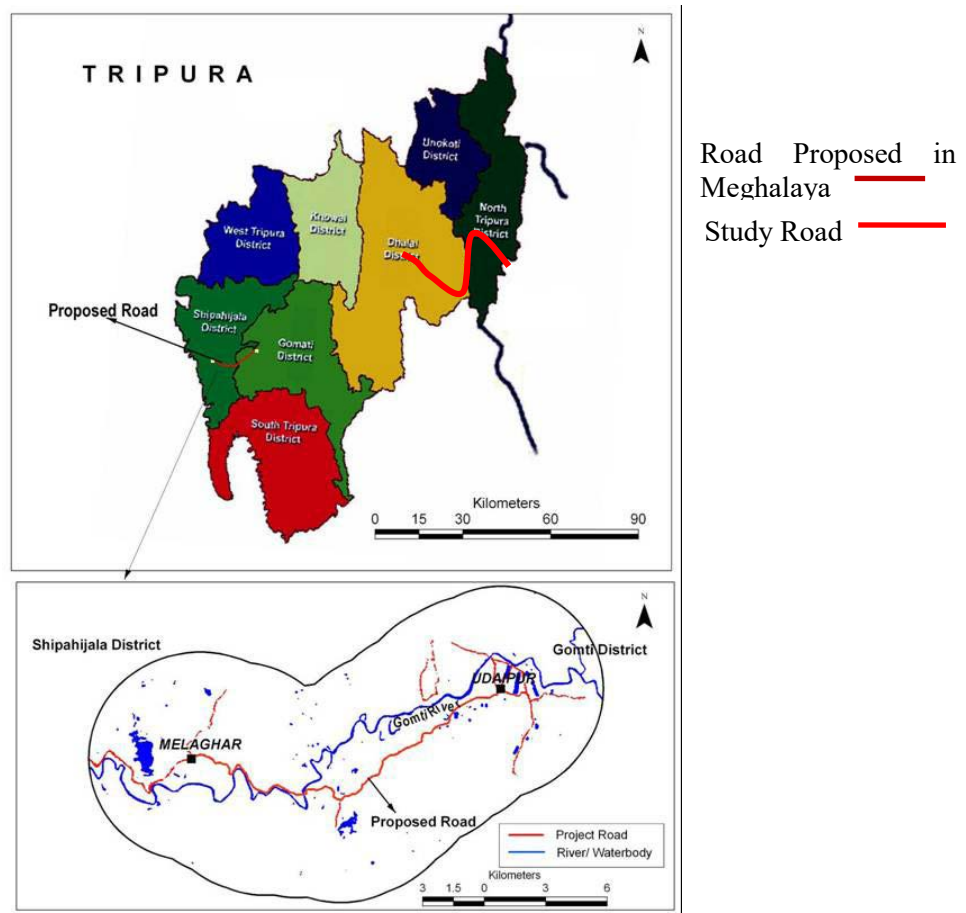 TRIPURA
N
Unokoti
District
North
Tripura
District
Khowai
District
West Tripura
District
Dhalai
District
Proposed Road
Shipahijala
District
Gomati
District
South Tripura
District
Kilometers
0 15 30 60 90
Road Proposed in
Meghalaya
Study Road
N
Shipahijala District
Gomti District
UDAIPUR
Gomti River
MELAGHAR
Proposed Road
Project Road
River/ Waterbody
Kilometers
3 1.5 0 3 6